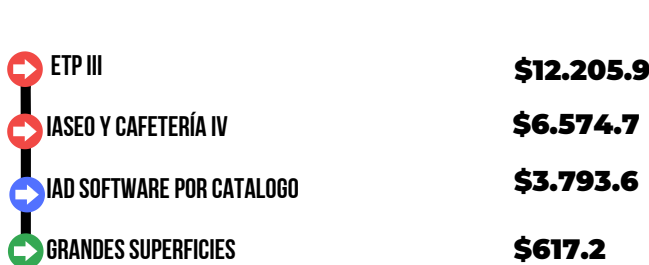 ETP III $12.205.9
IASEO Y CAFETERÍA IV $6.574.7
IAD SOFTWARE POR CATALOGO $3.793.6
GRANDES SUPERFICIES $617.2